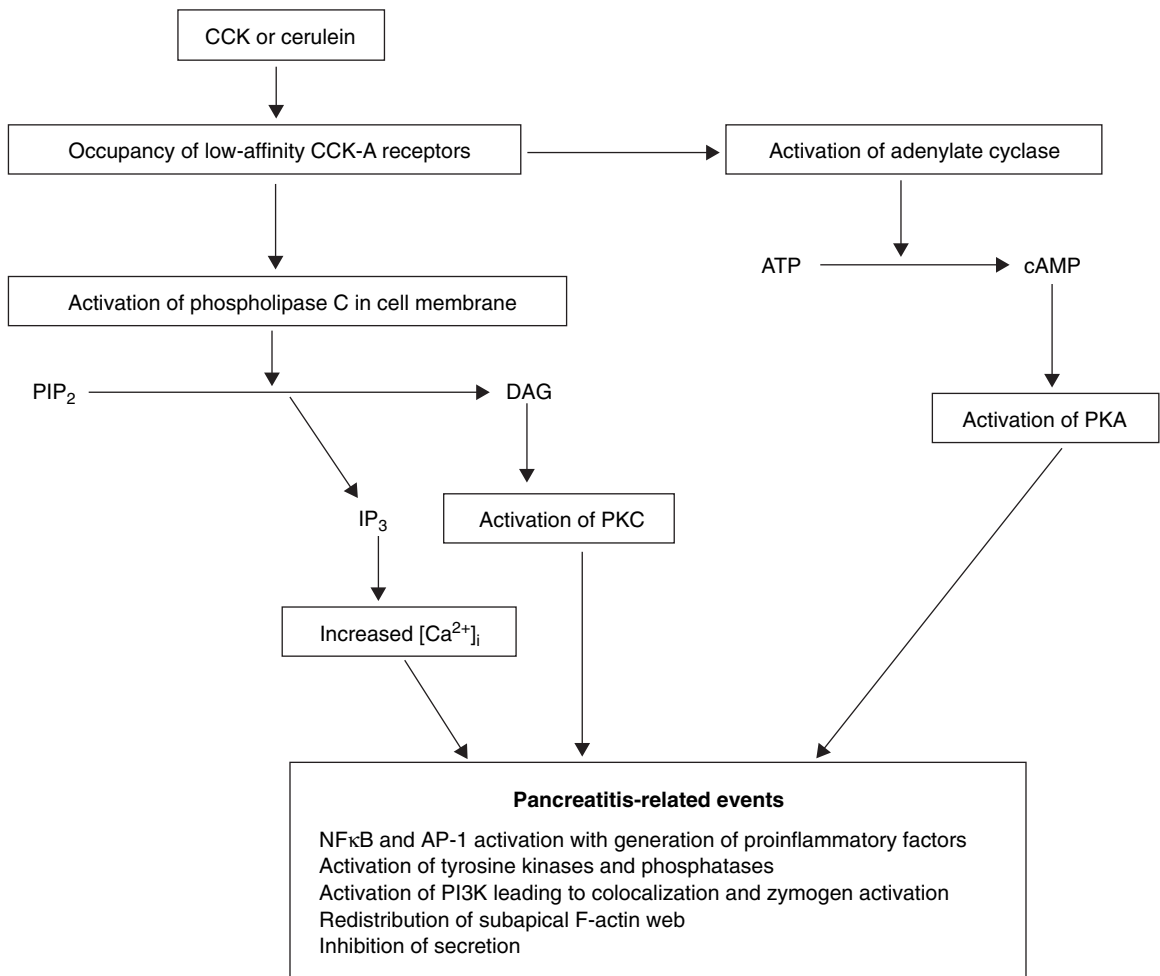 CCK or cerulein
Occupancy of low-affinity CCK-A receptors
Activation of adenylate cyclase
ATP
cAMP
Activation of phospholipase C in cell membrane
PIP₂
DAG
Activation of PKA
IP₃
Activation of PKC
Increased [Ca²⁺]ᵢ
Pancreatitis-related events
NFκB and AP-1 activation with generation of proinflammatory factors
Activation of tyrosine kinases and phosphatases
Activation of PI3K leading to colocalization and zymogen activation
Redistribution of subapical F-actin web
Inhibition of secretion